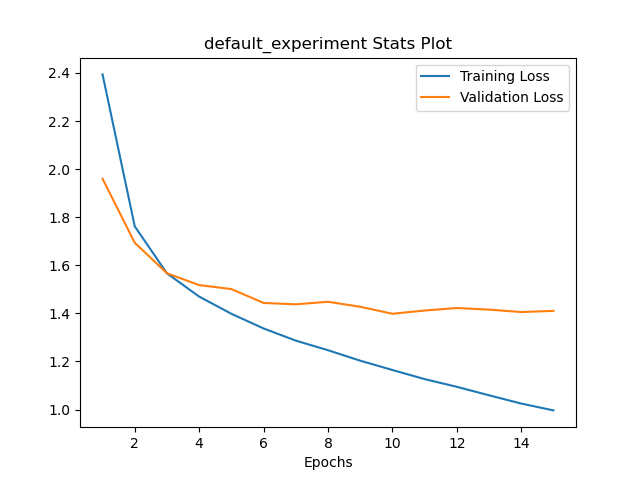 default_experiment Stats Plot
Training Loss
Validation Loss
2.4
2.2
2.0
1.8
1.6
1.4
1.2
1.0
2 4 6 8 10 12 14
Epochs